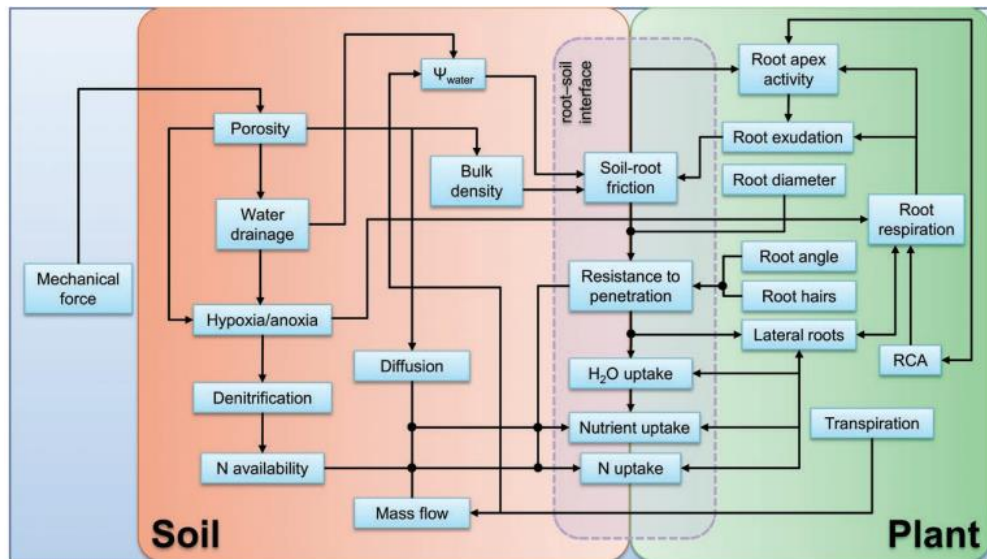 Ψwater
Root apex
activity
root–soil
interface
Porosity
Root exudation
Bulk
density
Soil-root
friction
Root diameter
Water
drainage
Root
respiration
Mechanical
force
Resistance to
penetration
Root angle
Root hairs
Hypoxia/anoxia
Lateral roots
Diffusion
H₂O uptake
RCA
Denitrification
Nutrient uptake
Transpiration
N availability
N uptake
Mass flow
Soil
Plant